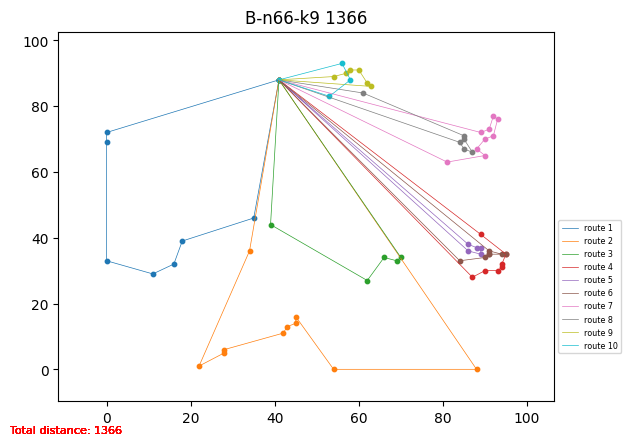 B-n66-k9 1366
100
80
60
40
20
0
0 20 40 60 80 100
route 1
route 2
route 3
route 4
route 5
route 6
route 7
route 8
route 9
route 10
Total distance: 1366